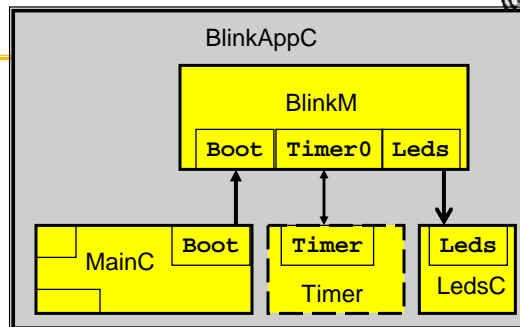 BlinkAppC
BlinkM
Boot Timer0 Leds
Boot Timer Leds
MainC Timer LedsC